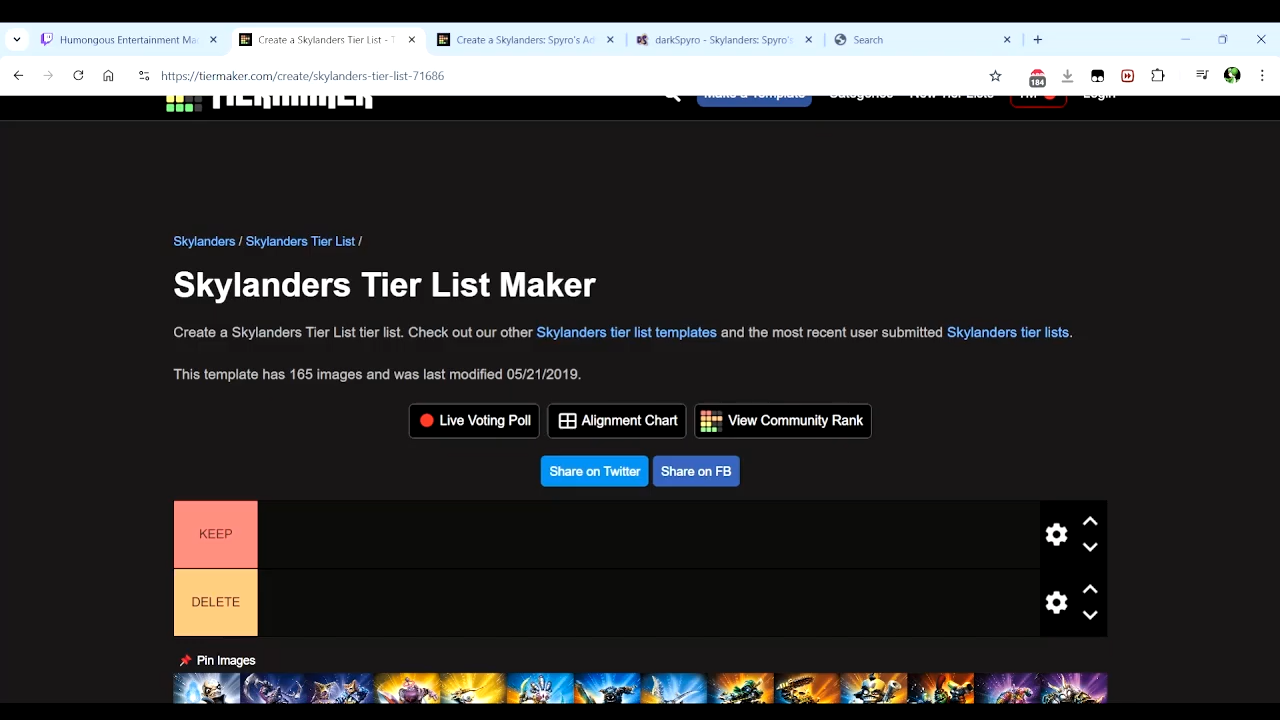 Humongous Entertainment Ma
Create a Skylanders Tier List - T
Create a Skylanders: Spyro's Ad
darkSpyro - Skylanders: Spyro's
Search
https://tiermaker.com/create/skylanders-tier-list-71686
184
TIERMAKER
Make a Template
Categories
New Tier Lists
TM
Login
Skylanders / Skylanders Tier List /
Skylanders Tier List Maker
Create a Skylanders Tier List tier list. Check out our other Skylanders tier list templates and the most recent user submitted Skylanders tier lists.
This template has 165 images and was last modified 05/21/2019.
Live Voting Poll
Alignment Chart
View Community Rank
Share on Twitter
Share on FB
KEEP
DELETE
Pin Images